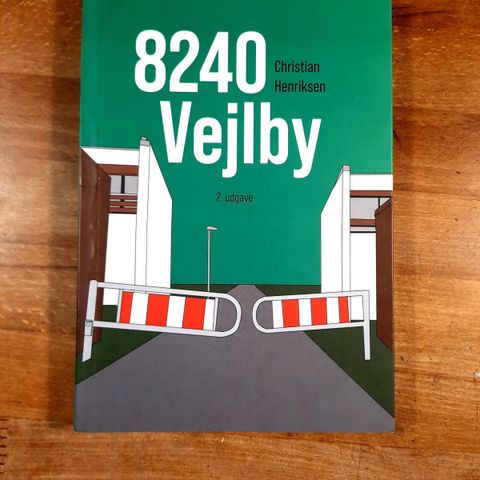 8240
Christian
Henriksen
Vejlby
2. udgave